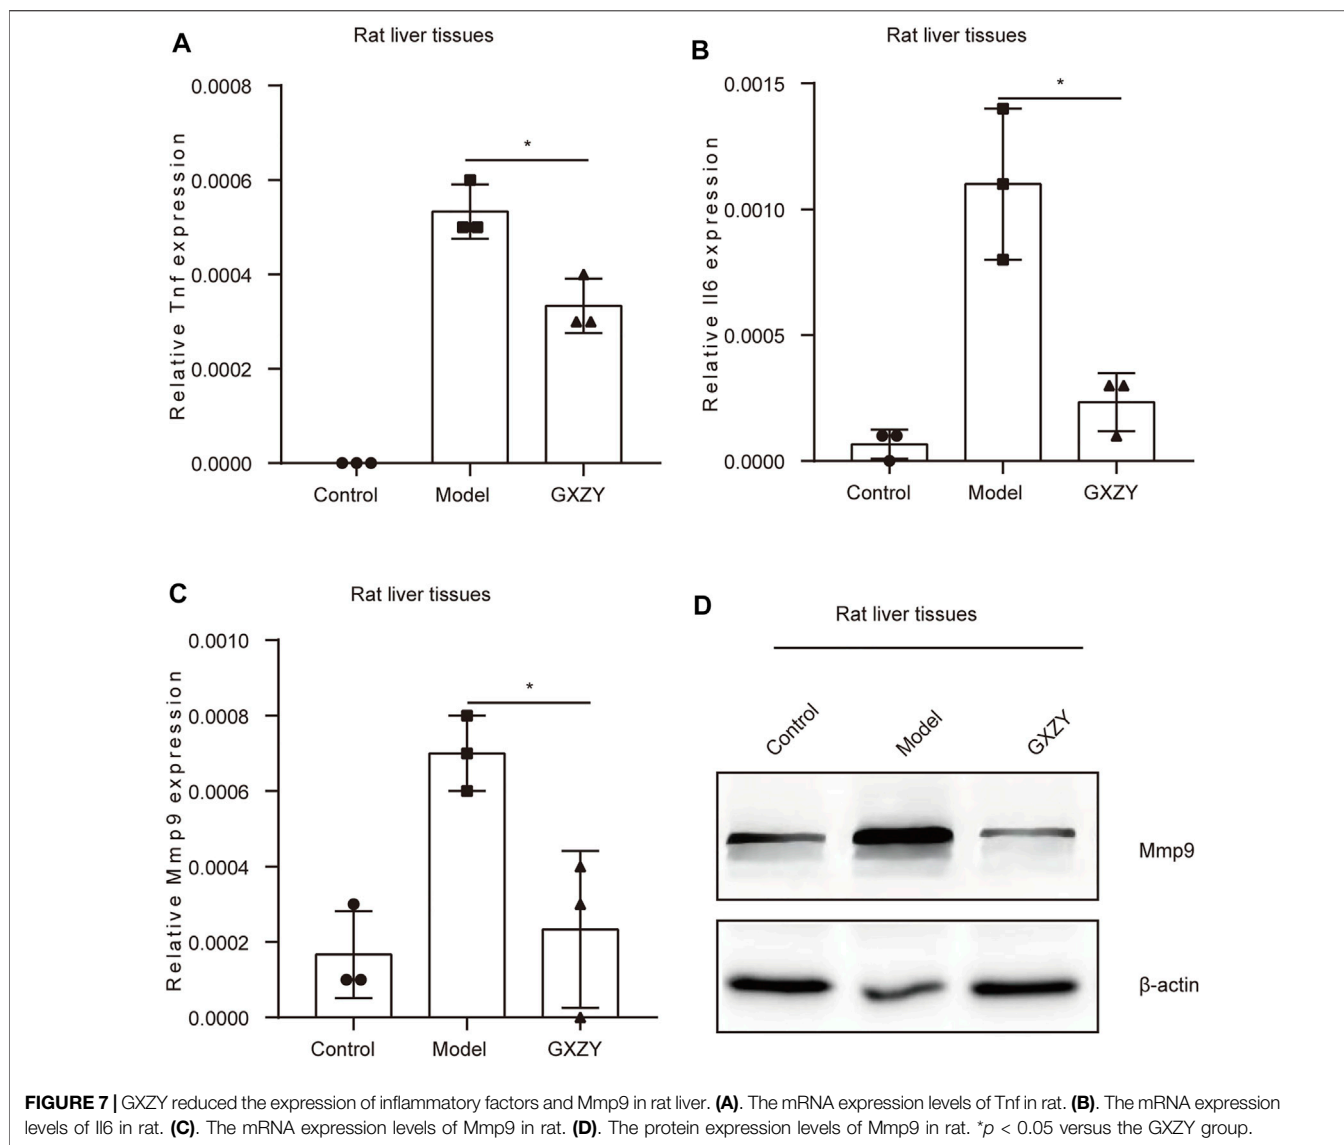 A
Rat liver tissues
Relative Tnf expression
0.0008
0.0006
0.0004
0.0002
0.0000
*
Control Model GXZY
B
Rat liver tissues
Relative Il6 expression
0.0015
0.0010
0.0005
0.0000
*
Control Model GXZY
C
Rat liver tissues
Relative Mmp9 expression
0.0010
0.0008
0.0006
0.0004
0.0002
0.0000
*
Control Model GXZY
D
Rat liver tissues
Control Model GXZY
Mmp9
β-actin
FIGURE 7 | GXZY reduced the expression of inflammatory factors and Mmp9 in rat liver. (A). The mRNA expression levels of Tnf in rat. (B). The mRNA expression
levels of Il6 in rat. (C). The mRNA expression levels of Mmp9 in rat. (D). The protein expression levels of Mmp9 in rat. *p < 0.05 versus the GXZY group.